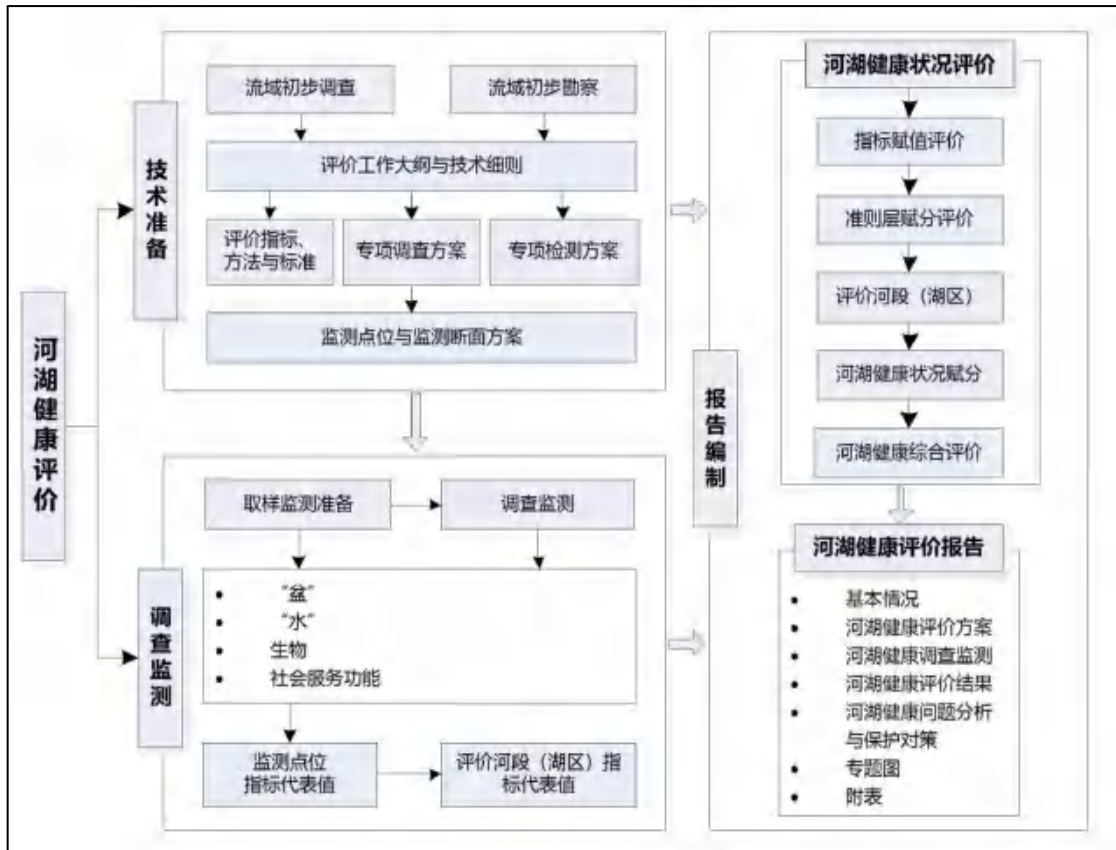 河湖健康评价
技术准备
流域初步调查
流域初步勘察
评价工作大纲与技术细则
评价指标、
方法与标准
专项调查方案
专项检测方案
监测点位与监测断面方案
调查监测
取样监测准备
调查监测
“盆”
“水”
生物
社会服务功能
监测点位
指标代表值
评价河段（湖区）指
标代表值
报告编制
河湖健康状况评价
指标赋值评价
准则层赋分评价
评价河段（湖区）
河湖健康状况赋分
河湖健康综合评价
河湖健康评价报告
基本情况
河湖健康评价方案
河湖健康调查监测
河湖健康评价结果
河湖健康问题分析
与保护对策
专题图
附表